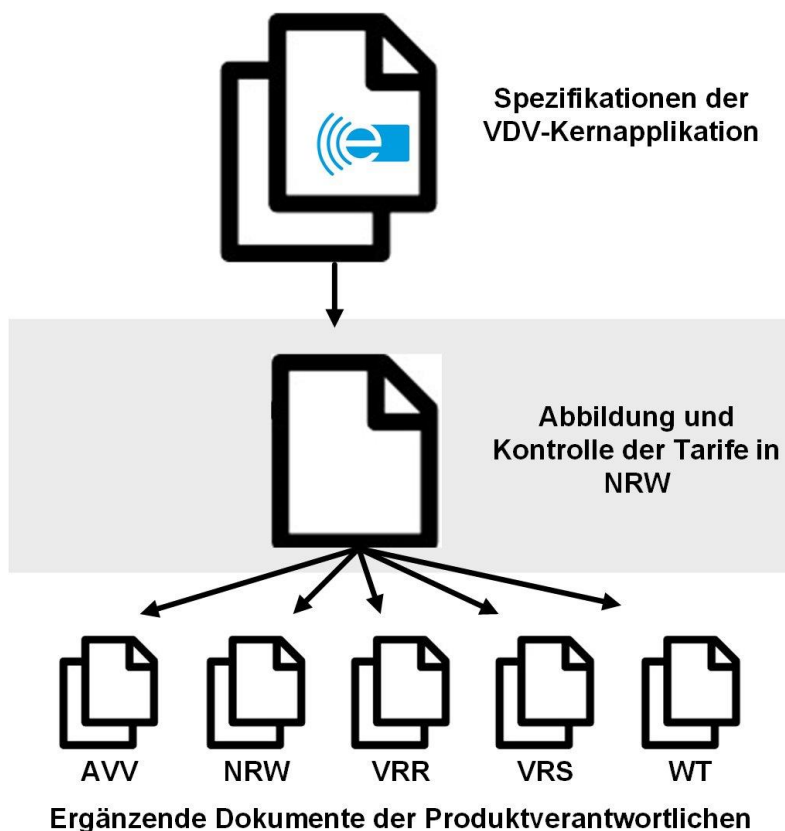 Spezifikationen der
VDV-Kernapplikation
e
Abbildung und
Kontrolle der Tarife in
NRW
AVV
NRW
VRR
VRS
WT
Ergänzende Dokumente der Produktverantwortlichen